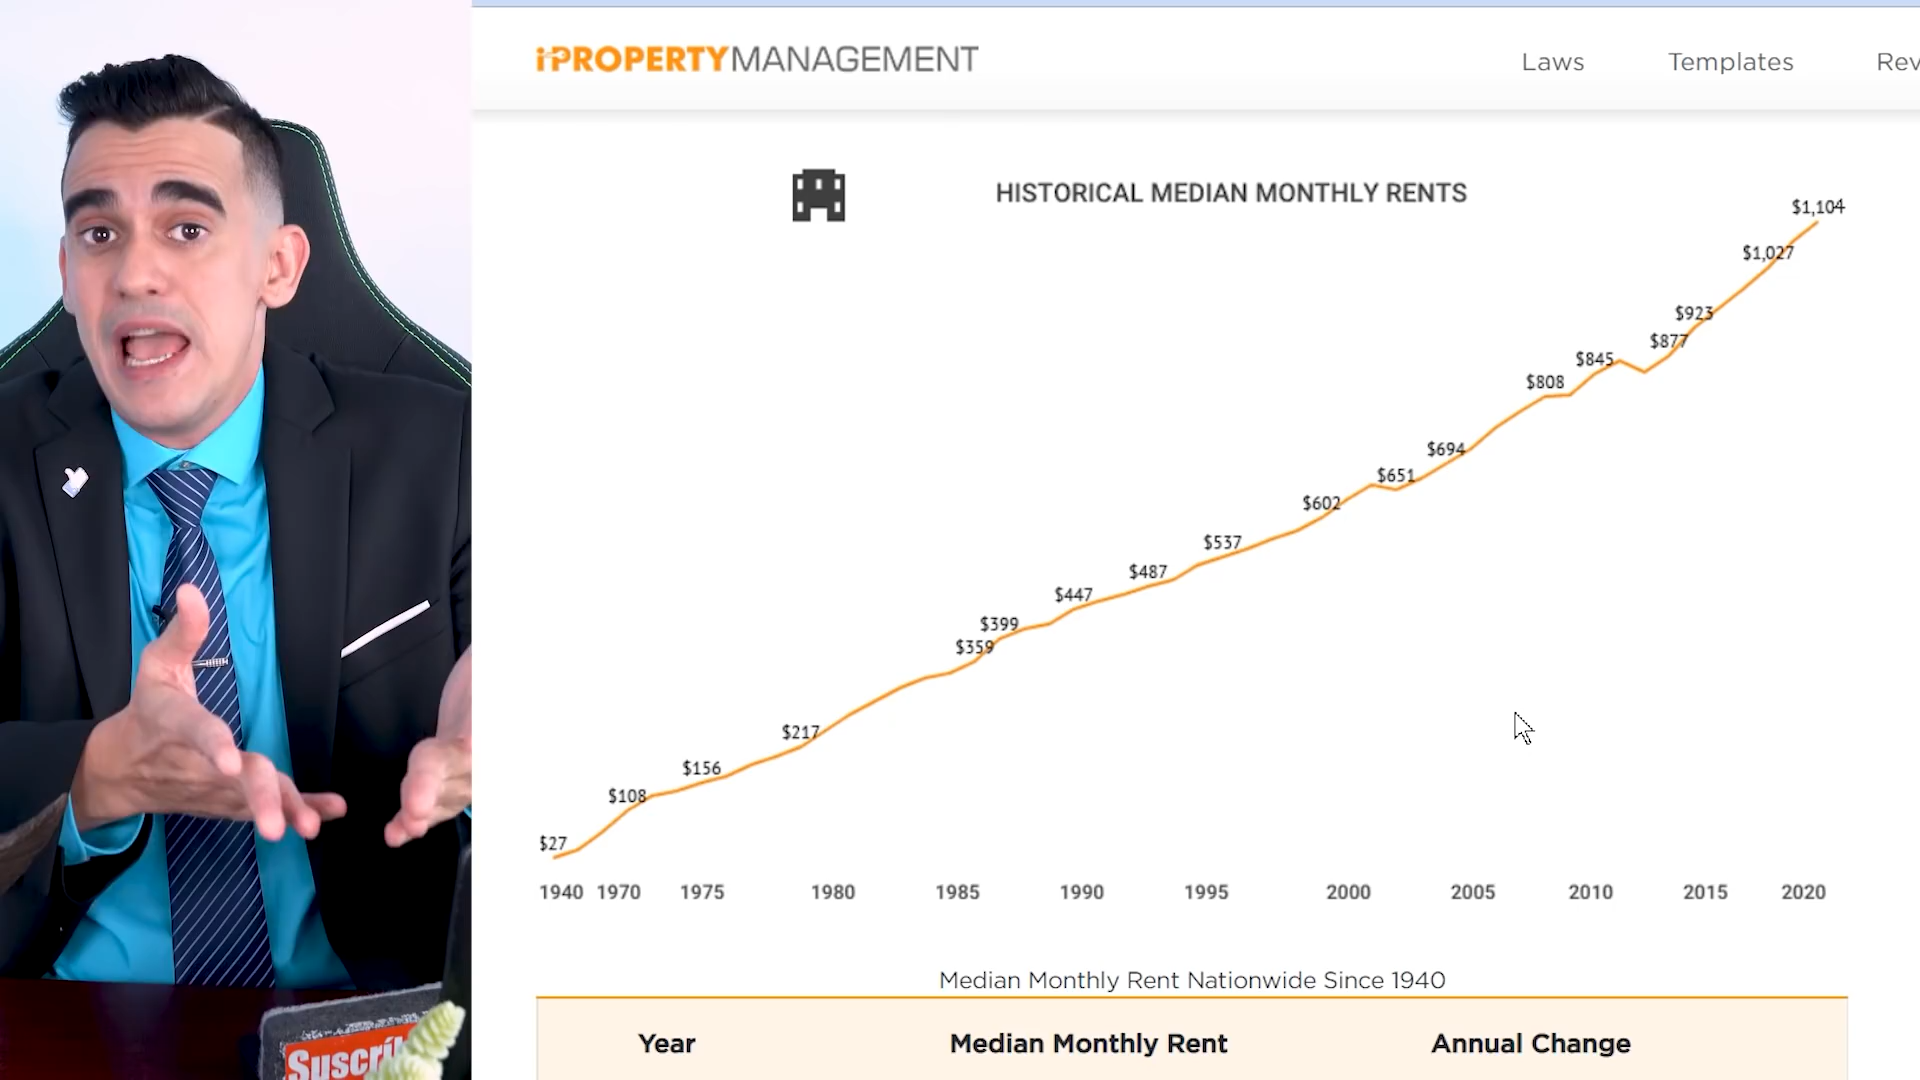 iPROPERTYMANAGEMENT
Laws Templates Rev
HISTORICAL MEDIAN MONTHLY RENTS
$1,104
$1,027
$923
$877
$845
$808
$694
$651
$602
$537
$487
$447
$399
$359
$217
$156
$108
$27
1940 1970 1975 1980 1985 1990 1995 2000 2005 2010 2015 2020
Median Monthly Rent Nationwide Since 1940
Year Median Monthly Rent Annual Change
Suscrí